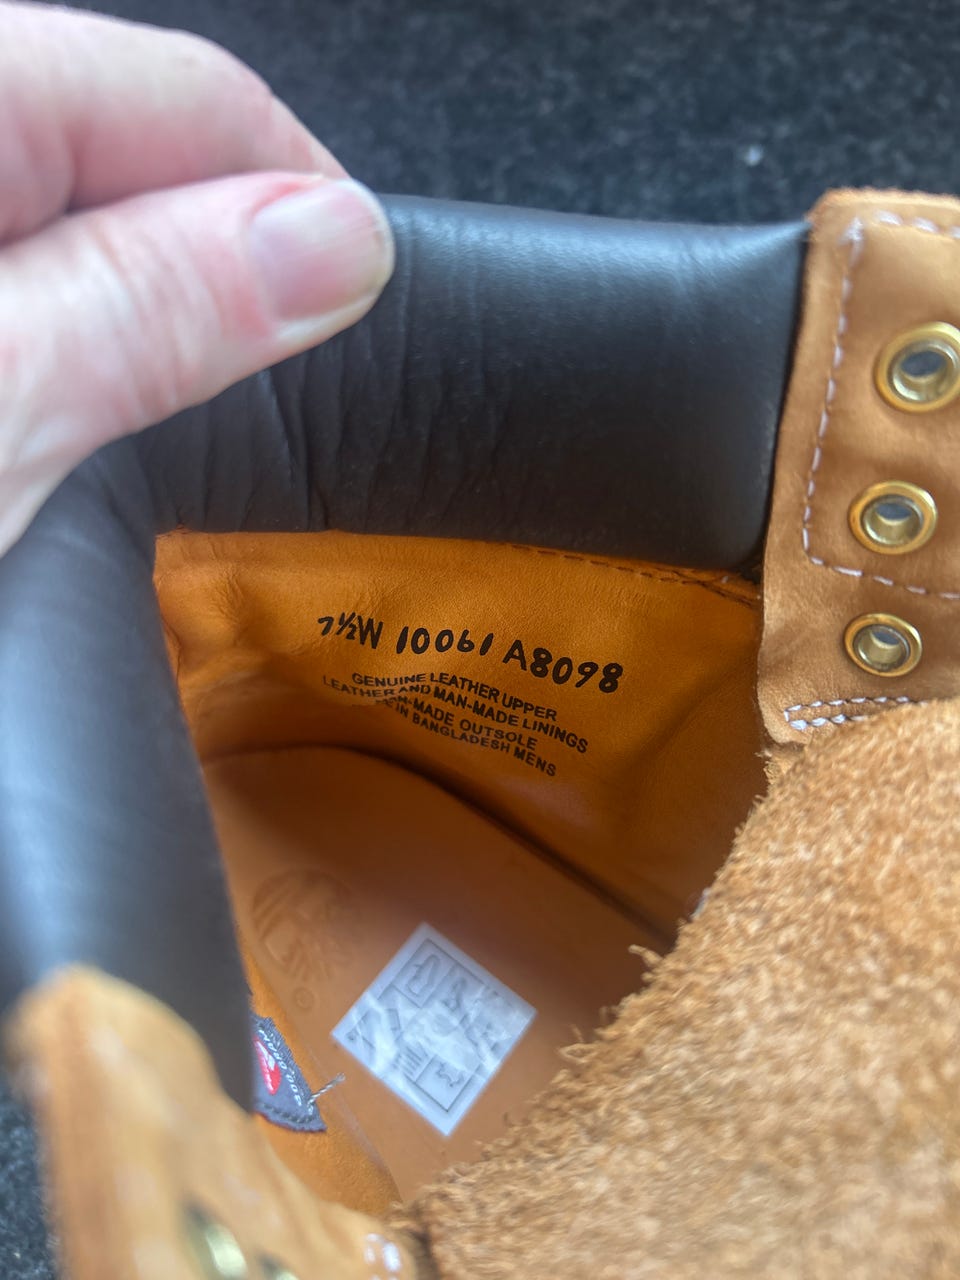 7½W 10061 A8098
GENUINE LEATHER UPPER
LEATHER AND MAN-MADE LININGS
MAN-MADE OUTSOLE
IN BANGLADESH MENS
®